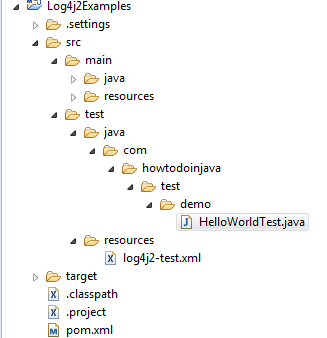 Log4j2Examples
.settings
src
main
java
resources
test
java
com
howtodoinjava
test
demo
HelloWorldTest.java
resources
log4j2-test.xml
target
.classpath
.project
pom.xml